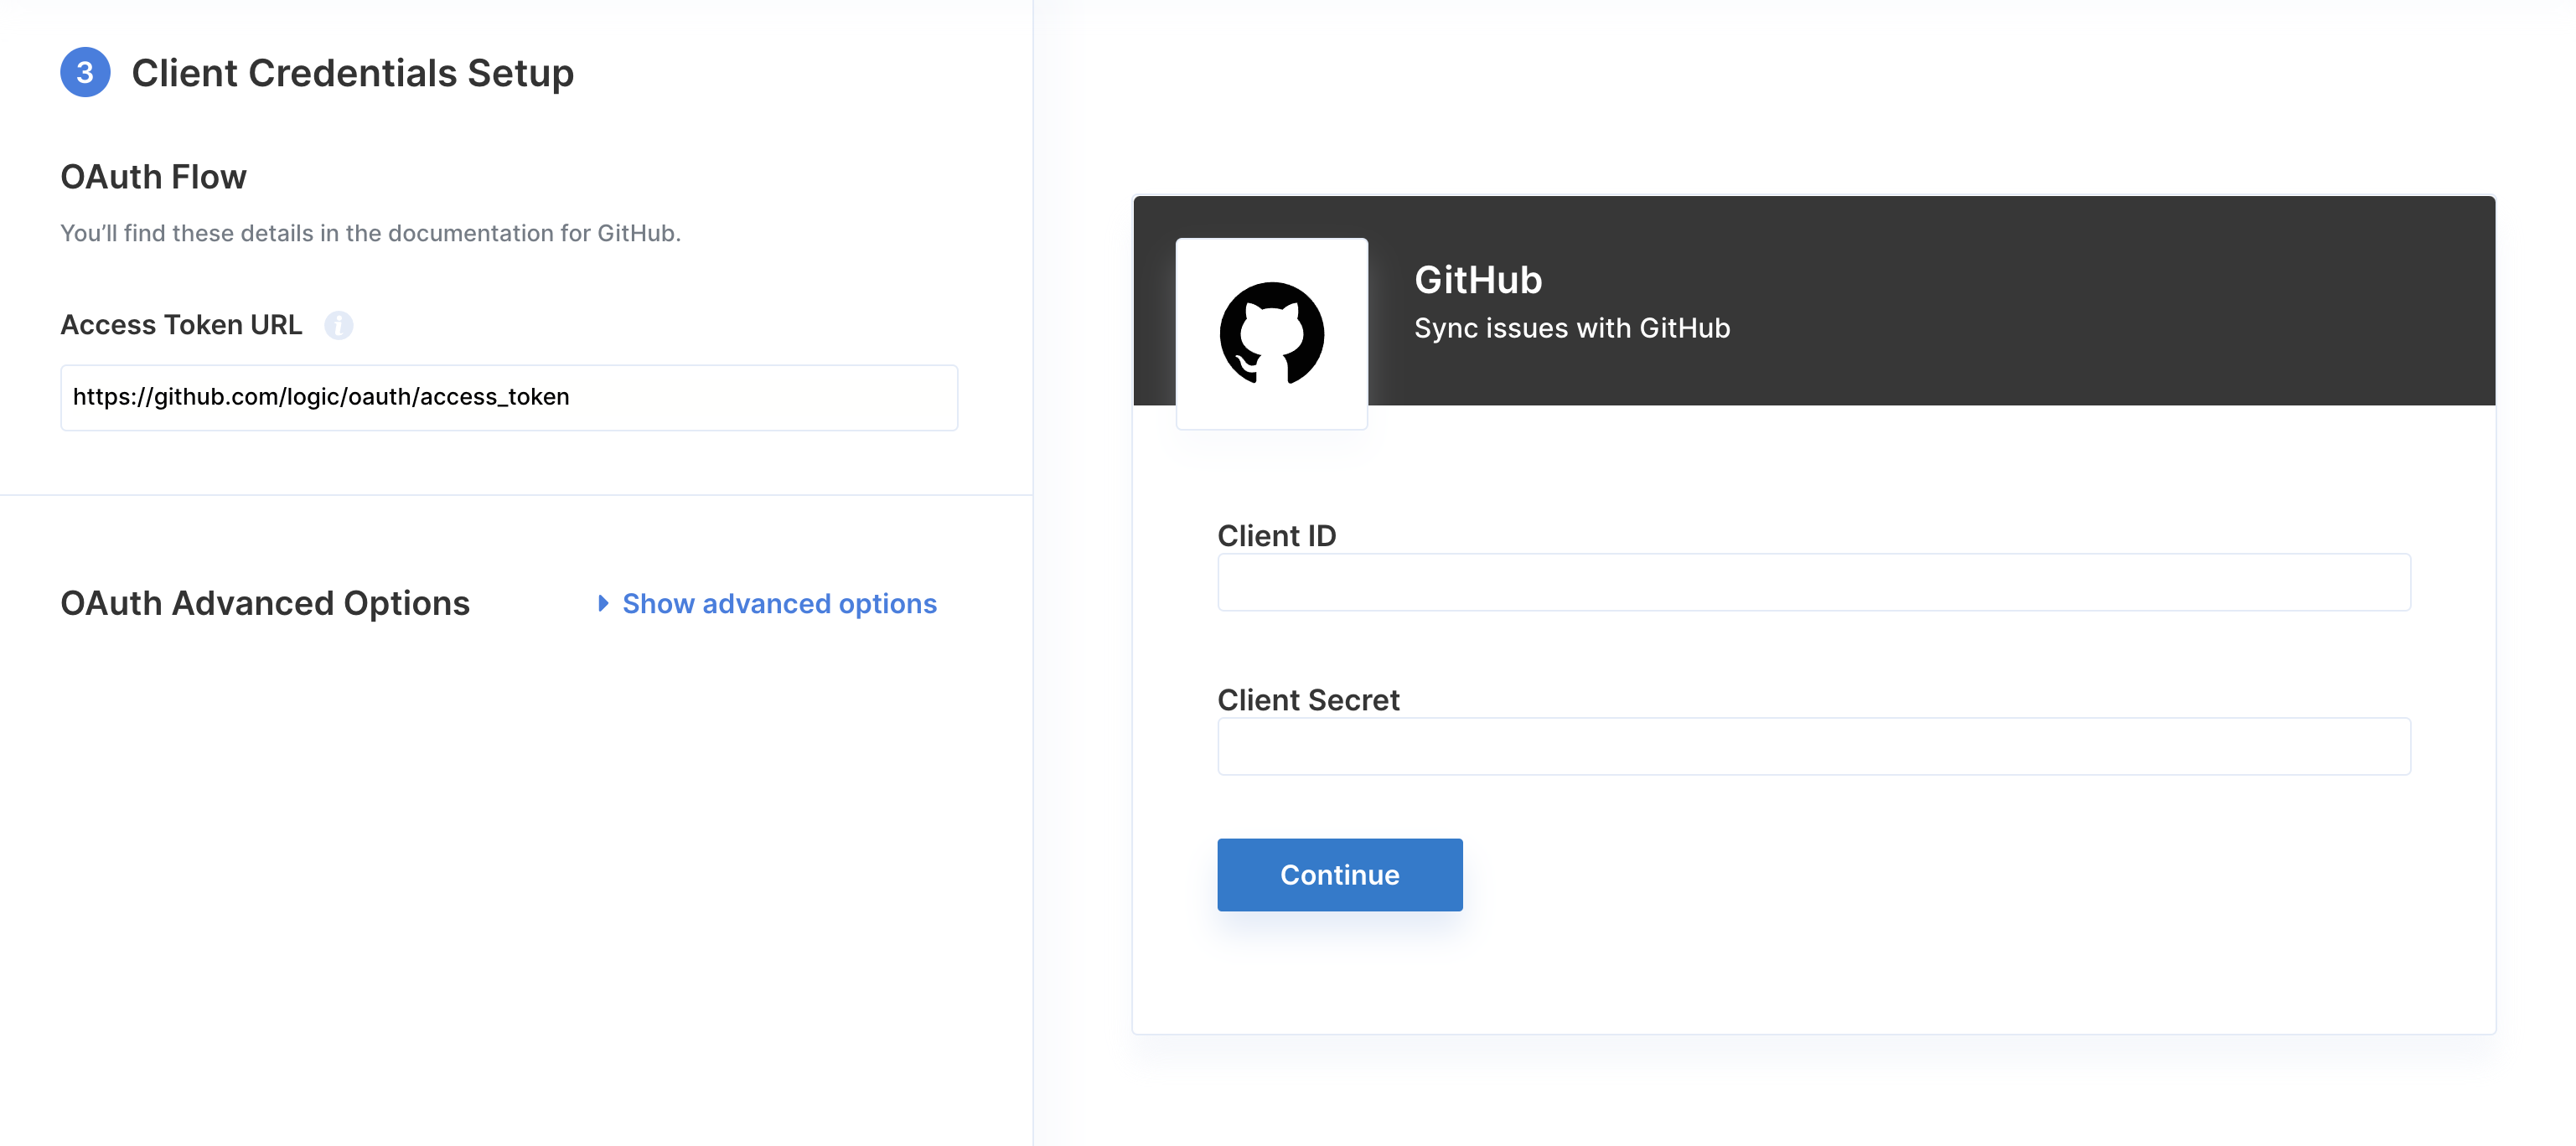 3 Client Credentials Setup
OAuth Flow
You’ll find these details in the documentation for GitHub.
Access Token URL i
https://github.com/logic/oauth/access_token
OAuth Advanced Options
Show advanced options
GitHub
Sync issues with GitHub
Client ID
Client Secret
Continue